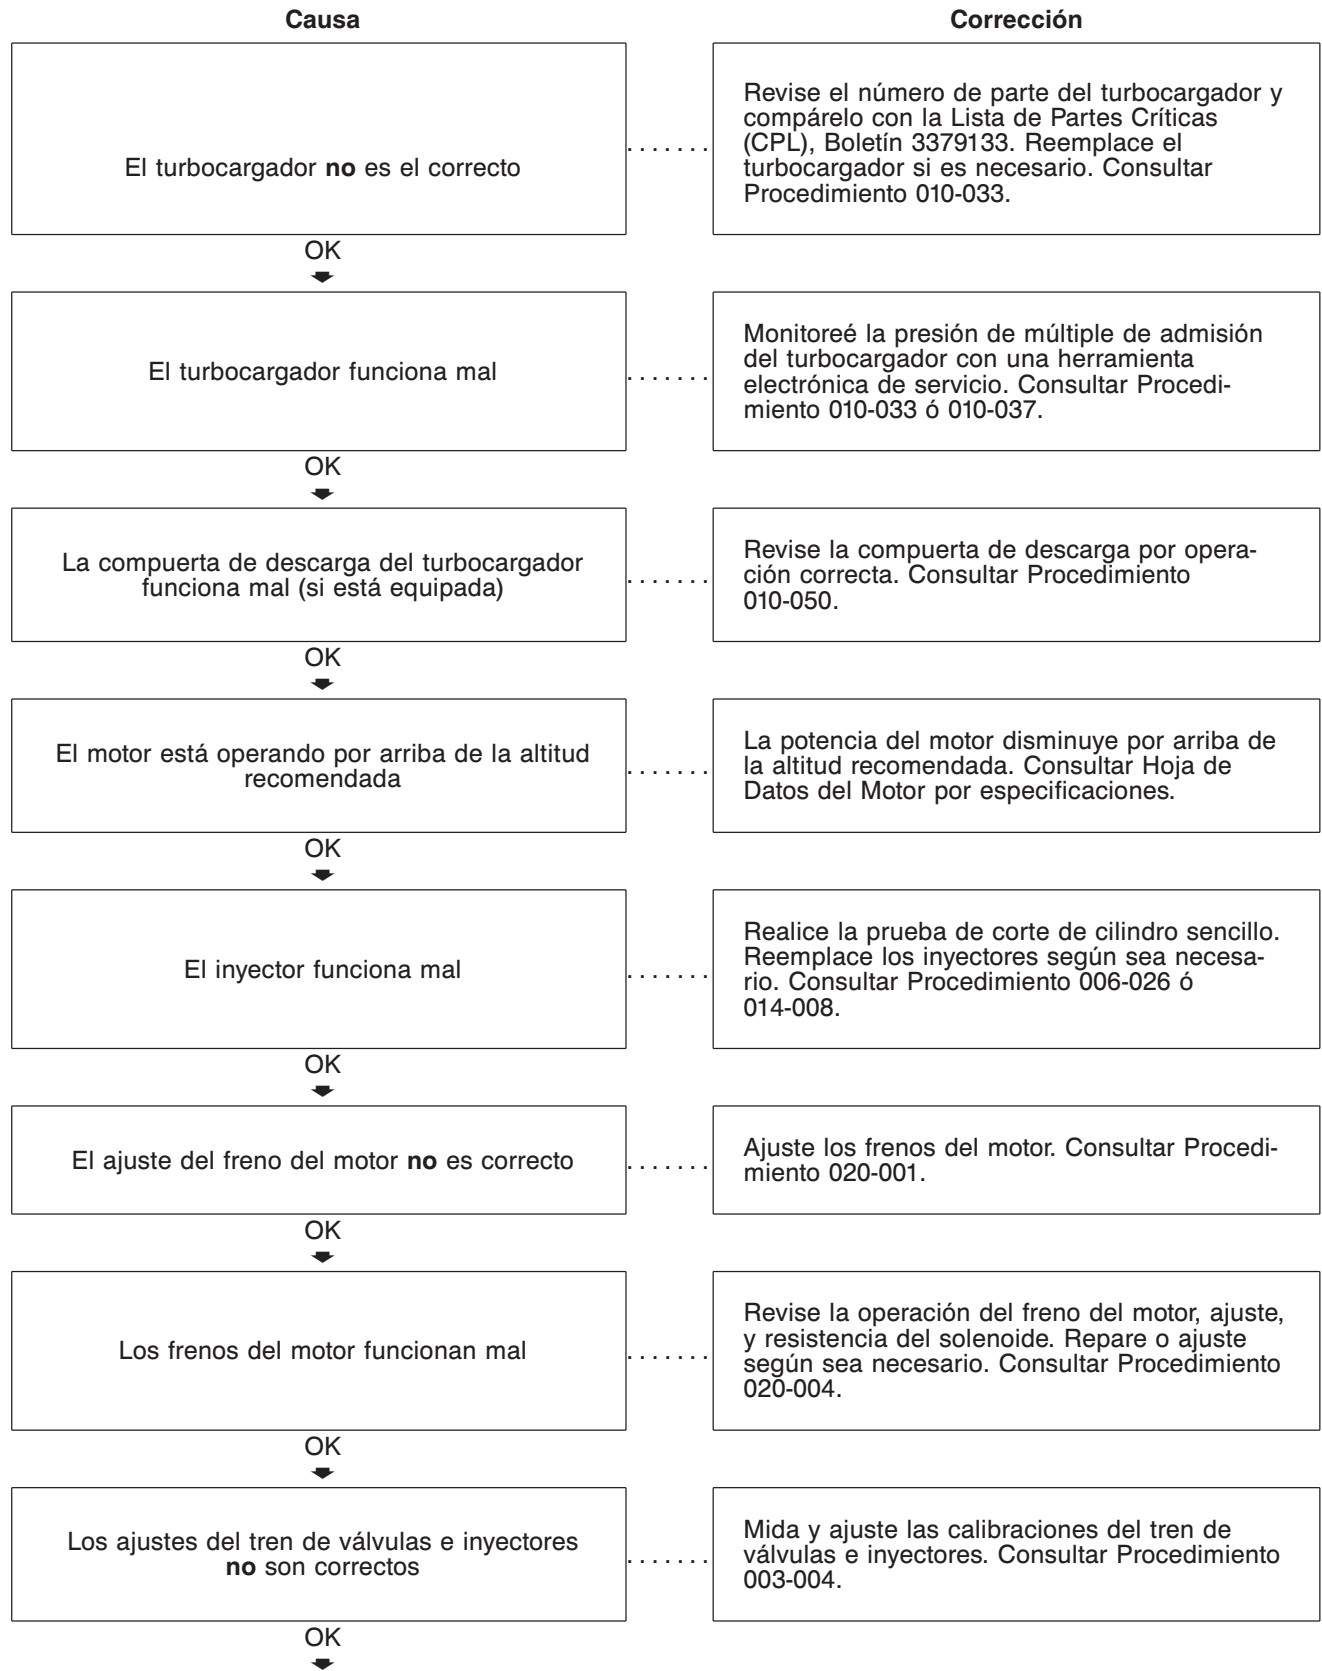 Causa
Corrección
El turbocargador no es el correcto
.......
Revise el número de parte del turbocargador y
compárelo con la Lista de Partes Críticas
(CPL), Boletín 3379133. Reemplace el
turbocargador si es necesario. Consultar
Procedimiento 010-033.
OK
El turbocargador funciona mal
.......
Monitoreé la presión de múltiple de admisión
del turbocargador con una herramienta
electrónica de servicio. Consultar Procedi-
miento 010-033 ó 010-037.
OK
La compuerta de descarga del turbocargador
funciona mal (si está equipada)
.......
Revise la compuerta de descarga por opera-
ción correcta. Consultar Procedimiento
010-050.
OK
El motor está operando por arriba de la altitud
recomendada
.......
La potencia del motor disminuye por arriba de
la altitud recomendada. Consultar Hoja de
Datos del Motor por especificaciones.
OK
El inyector funciona mal
.......
Realice la prueba de corte de cilindro sencillo.
Reemplace los inyectores según sea necesa-
rio. Consultar Procedimiento 006-026 ó
014-008.
OK
El ajuste del freno del motor no es correcto
.......
Ajuste los frenos del motor. Consultar Procedi-
miento 020-001.
OK
Los frenos del motor funcionan mal
.......
Revise la operación del freno del motor, ajuste,
y resistencia del solenoide. Repare o ajuste
según sea necesario. Consultar Procedimiento
020-004.
OK
Los ajustes del tren de válvulas e inyectores
no son correctos
.......
Mida y ajuste las calibraciones del tren de
válvulas e inyectores. Consultar Procedimiento
003-004.
OK